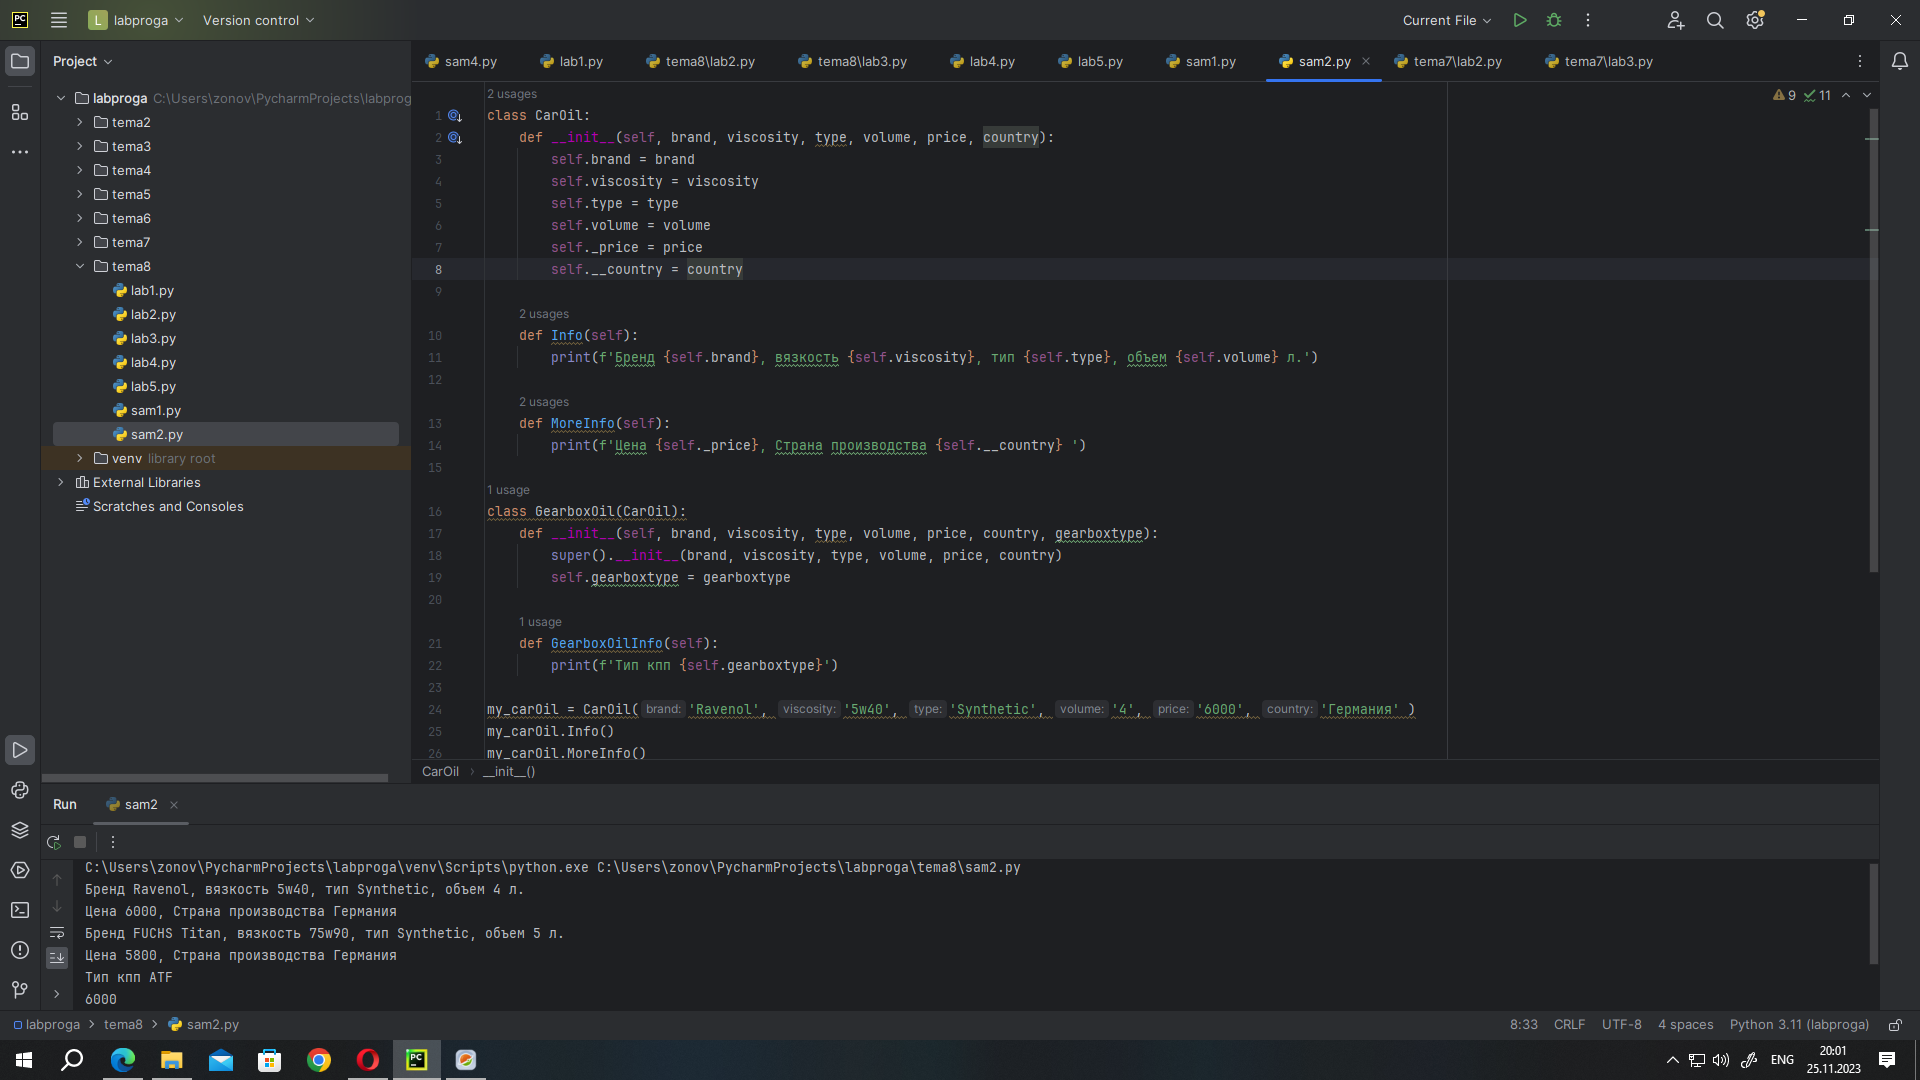 PC L labproga Version control Current File
Project
labproga C:\Users\zonov\PycharmProjects\labprog
tema2
tema3
tema4
tema5
tema6
tema7
tema8
lab1.py
lab2.py
lab3.py
lab4.py
lab5.py
sam1.py
sam2.py
venv library root
External Libraries
Scratches and Consoles
sam4.py lab1.py tema8\lab2.py tema8\lab3.py lab4.py lab5.py sam1.py sam2.py tema7\lab2.py tema7\lab3.py
9 11
2 usages
1 class CarOil:
2 def __init__(self, brand, viscosity, type, volume, price, country):
3 self.brand = brand
4 self.viscosity = viscosity
5 self.type = type
6 self.volume = volume
7 self._price = price
8 self.__country = country
9
2 usages
10 def Info(self):
11 print(f'Бренд {self.brand}, вязкость {self.viscosity}, тип {self.type}, объем {self.volume} л.')
12
2 usages
13 def MoreInfo(self):
14 print(f'Цена {self._price}, Страна производства {self.__country} ')
15
1 usage
16 class GearboxOil(CarOil):
17 def __init__(self, brand, viscosity, type, volume, price, country, gearboxtype):
18 super().__init__(brand, viscosity, type, volume, price, country)
19 self.gearboxtype = gearboxtype
20
1 usage
21 def GearboxOilInfo(self):
22 print(f'Тип кпп {self.gearboxtype}')
23
24 my_carOil = CarOil( brand: 'Ravenol', viscosity: '5w40', type: 'Synthetic', volume: '4', price: '6000', country: 'Германия' )
25 my_carOil.Info()
26 my_carOil.MoreInfo()
CarOil __init__()
Run sam2
C:\Users\zonov\PycharmProjects\labproga\venv\Scripts\python.exe C:\Users\zonov\PycharmProjects\labproga\tema8\sam2.py
Бренд Ravenol, вязкость 5w40, тип Synthetic, объем 4 л.
Цена 6000, Страна производства Германия
Бренд FUCHS Titan, вязкость 75w90, тип Synthetic, объем 5 л.
Цена 5800, Страна производства Германия
Тип кпп ATF
6000
labproga tema8 sam2.py 8:33 CRLF UTF-8 4 spaces Python 3.11 (labproga)
PC ENG 20:01
25.11.2023